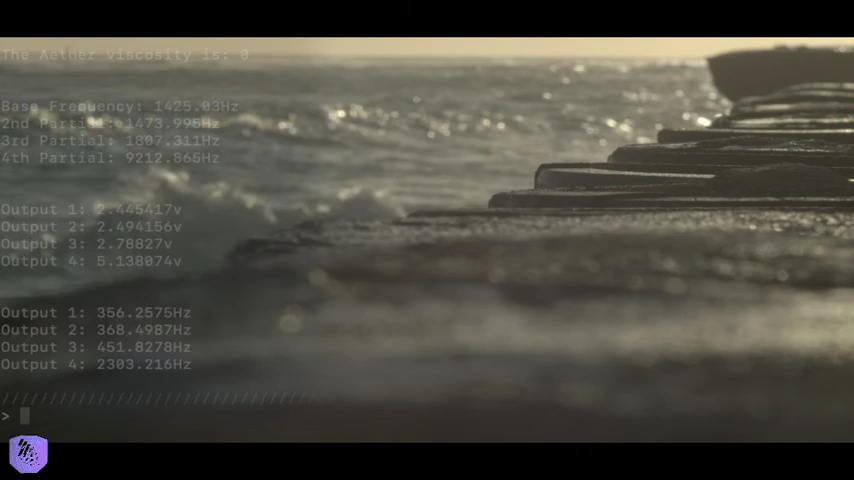 The Aether viscosity is: 0
Base Frequency: 1425.03Hz
2nd Partial: 1473.995Hz
3rd Partial: 1807.311Hz
4th Partial: 9212.865Hz
Output 1: 2.445417v
Output 2: 2.494156v
Output 3: 2.78827v
Output 4: 5.138074v
Output 1: 356.2575Hz
Output 2: 368.4987Hz
Output 3: 451.8278Hz
Output 4: 2303.216Hz
/////////////////////////////////
>